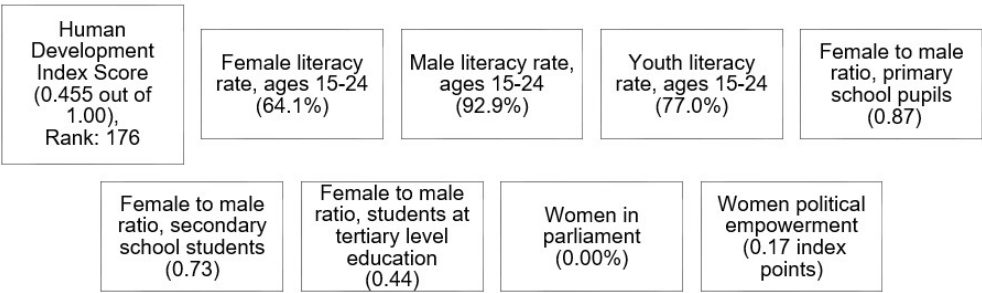 Human
Development
Index Score
(0.455 out of
1.00),
Rank: 176
Female literacy
rate, ages 15-24
(64.1%)
Male literacy rate,
ages 15-24
(92.9%)
Youth literacy
rate, ages 15-24
(77.0%)
Female to male
ratio, primary
school pupils
(0.87)
Female to male
ratio, secondary
school students
(0.73)
Female to male
ratio, students at
tertiary level
education
(0.44)
Women in
parliament
(0.00%)
Women political
empowerment
(0.17 index
points)